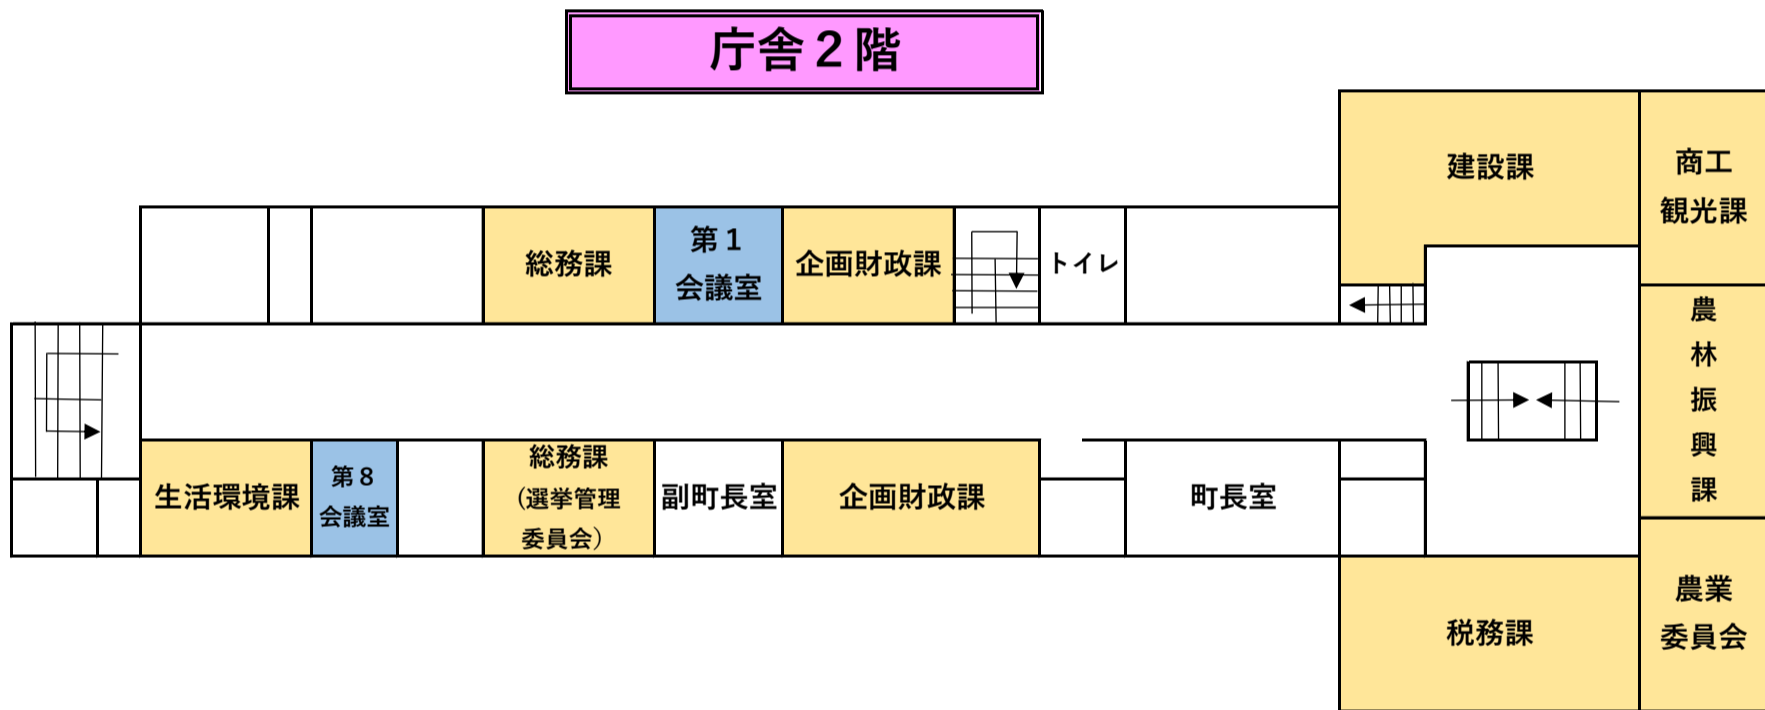 庁舎２階
建設課
商工
観光課
総務課
第１
会議室
企画財政課
トイレ
農
林
振
興
課
生活環境課
第８
会議室
総務課
（選挙管理
委員会）
副町長室
企画財政課
町長室
税務課
農業
委員会